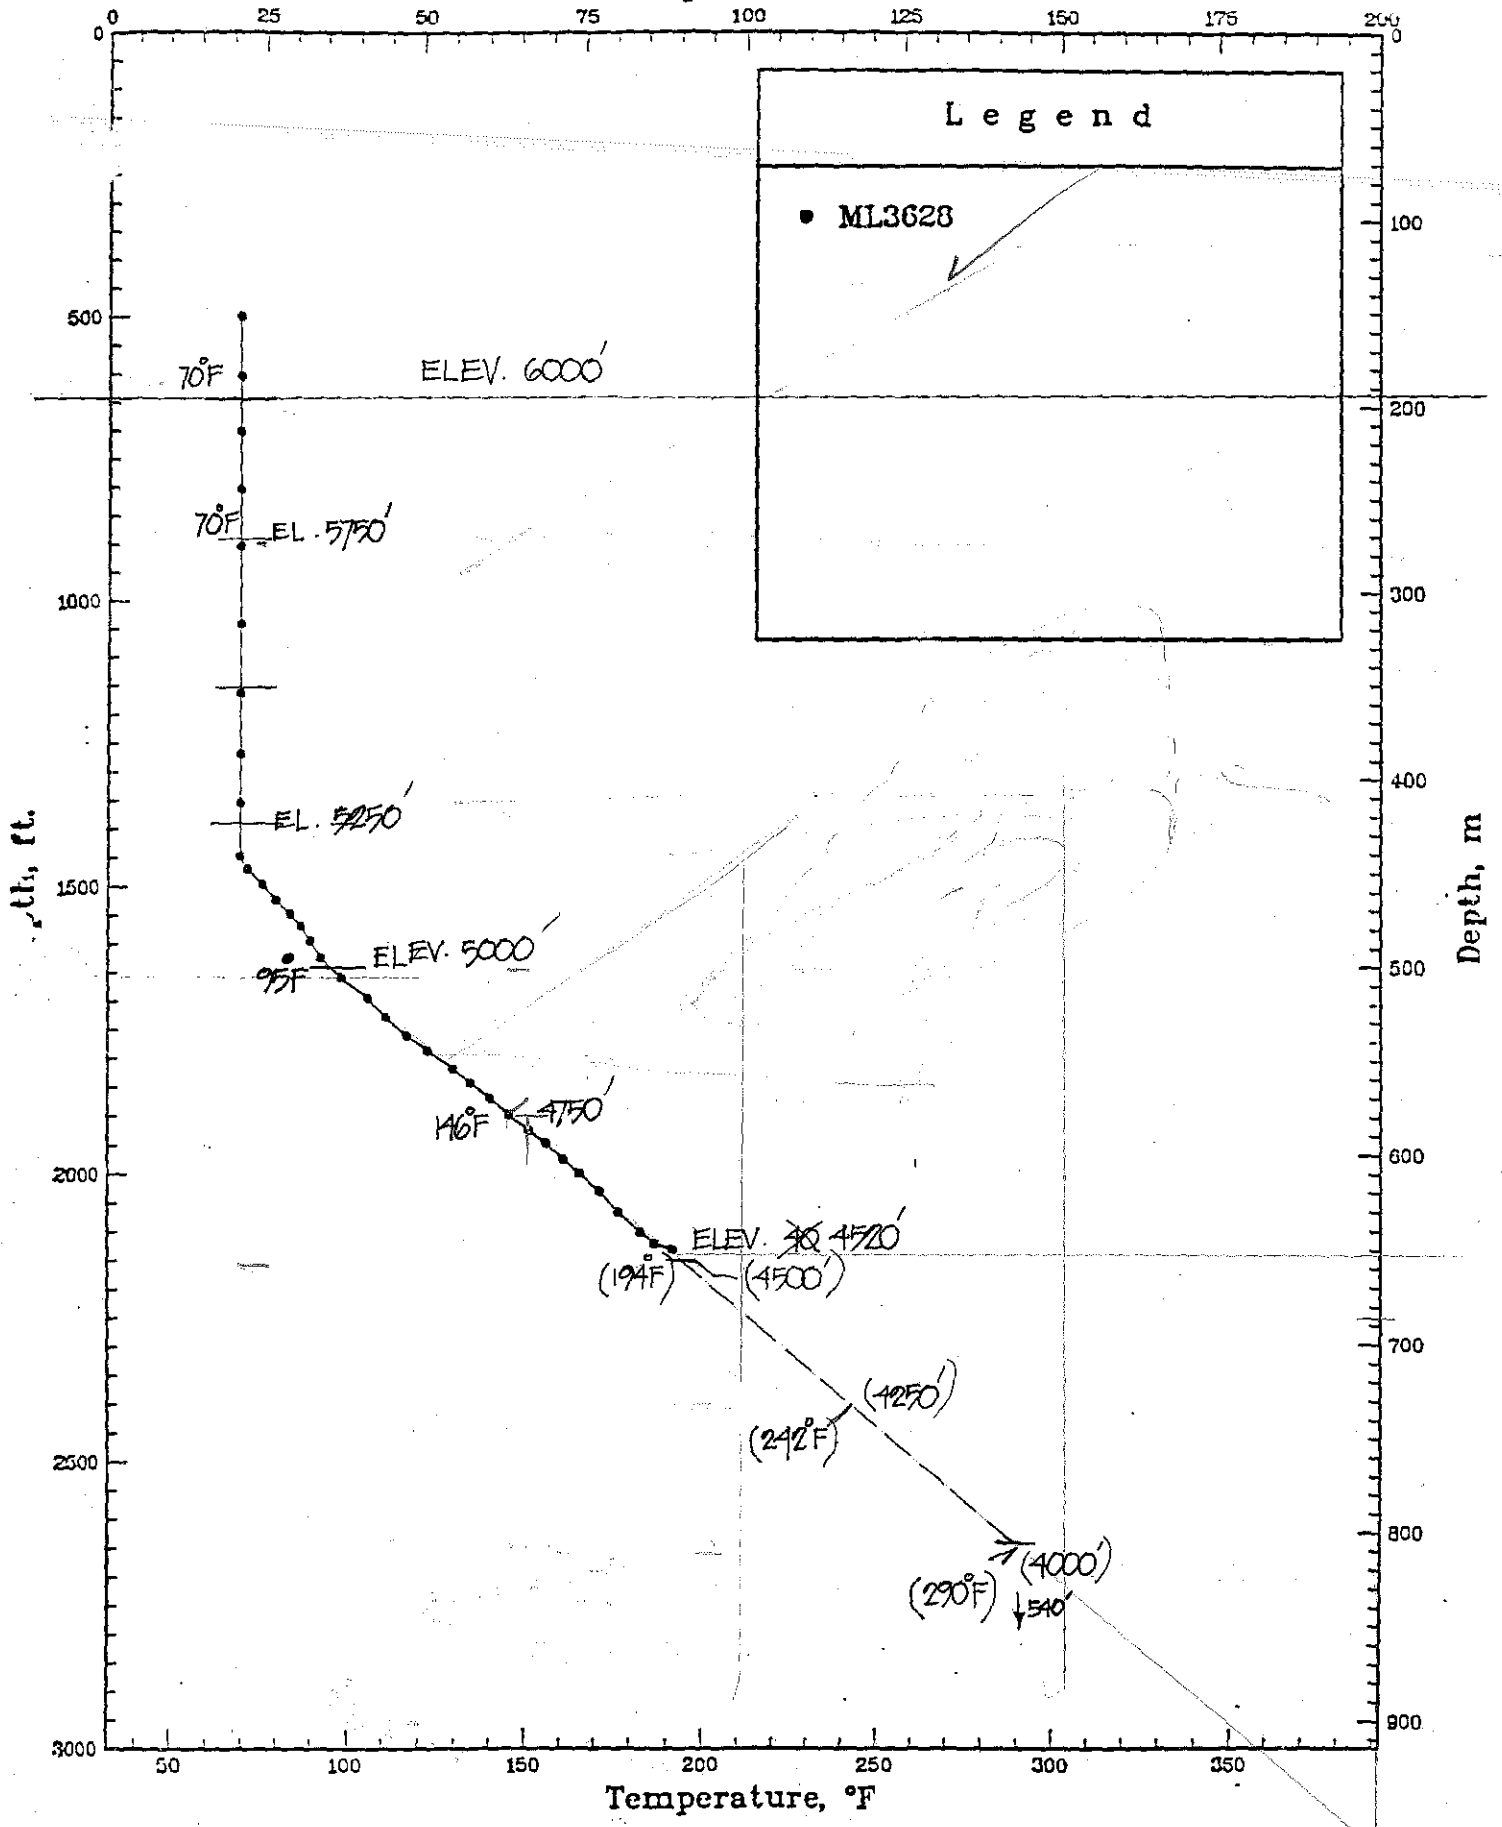 0 25 50 75 100 125 150 175 200
0 0
Legend
ML3628
100
500
70°F ELEV. 6000'
200
70°F EL. 5750'
1000 300
400
EL. 5250'
th, ft.
Depth, m
1500
ELEV. 5000'
95°F
500
4750'
146°F
2000 600
ELEV. 4520'
(194°F) (4500')
700
(4250')
(242°F)
2500
800
(4000')
(290°F) 540'
900
3000
50 100 150 200 250 300 350
Temperature, °F